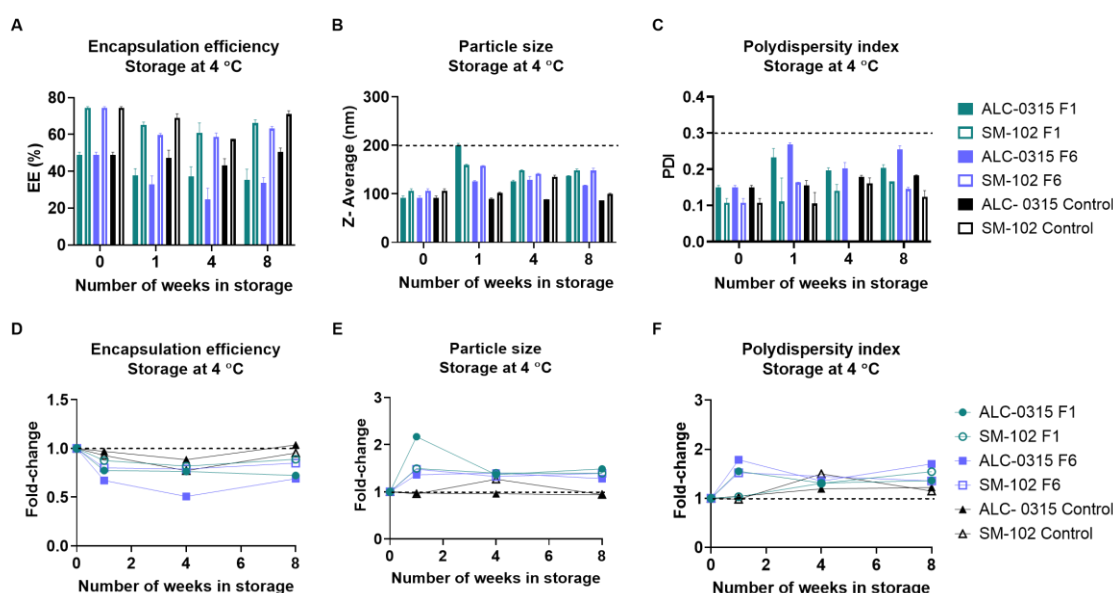 A
Encapsulation efficiency
Storage at 4 °C
EE (%)
80
60
40
20
0
0 1 4 8
Number of weeks in storage
B
Particle size
Storage at 4 °C
Z- Average (nm)
300
200
100
0
0 1 4 8
Number of weeks in storage
C
Polydispersity index
Storage at 4 °C
PDI
0.4
0.3
0.2
0.1
0.0
0 1 4 8
Number of weeks in storage
ALC-0315 F1
SM-102 F1
ALC-0315 F6
SM-102 F6
ALC- 0315 Control
SM-102 Control
D
Encapsulation efficiency
Storage at 4 °C
Fold-change
1.5
1.0
0.5
0.0
0 2 4 6 8
Number of weeks in storage
E
Particle size
Storage at 4 °C
Fold-change
3
2
1
0
0 2 4 6 8
Number of weeks in storage
F
Polydispersity index
Storage at 4 °C
Fold-change
3
2
1
0
0 2 4 6 8
Number of weeks in storage
ALC-0315 F1
SM-102 F1
ALC-0315 F6
SM-102 F6
ALC- 0315 Control
SM-102 Control